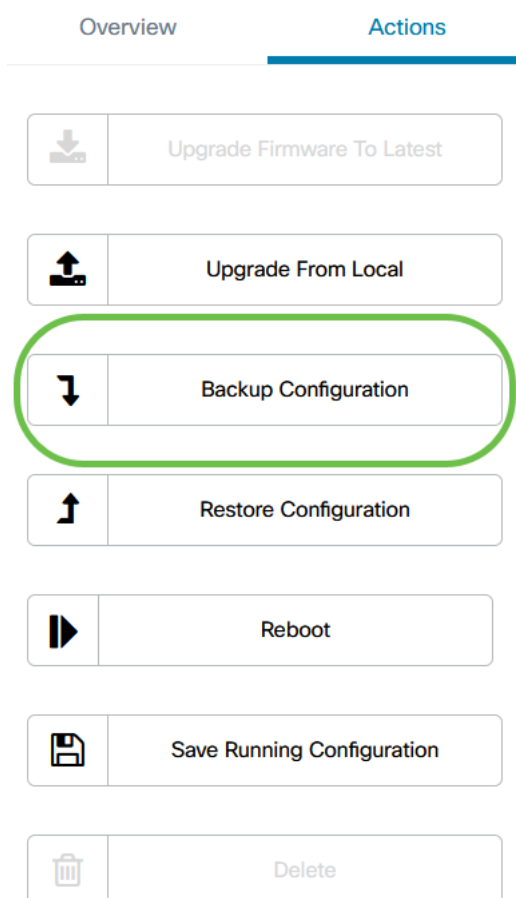 Overview Actions
Upgrade Firmware To Latest
Upgrade From Local
Backup Configuration
Restore Configuration
Reboot
Save Running Configuration
Delete